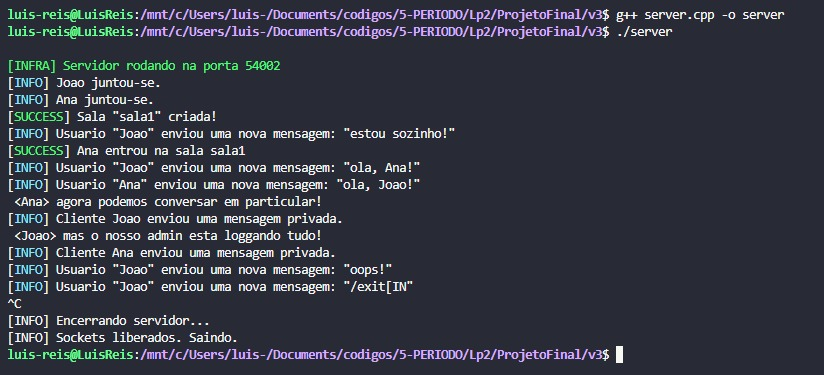 luis-reis@LuisReis:/mnt/c/Users/luis-/Documents/codigos/5-PERIODO/Lp2/ProjetoFinal/v3$ g++ server.cpp -o server
luis-reis@LuisReis:/mnt/c/Users/luis-/Documents/codigos/5-PERIODO/Lp2/ProjetoFinal/v3$ ./server
[INFRA] Servidor rodando na porta 54002
[INFO] Joao juntou-se.
[INFO] Ana juntou-se.
[SUCCESS] Sala "sala1" criada!
[INFO] Usuario "Joao" enviou uma nova mensagem: "estou sozinho!"
[SUCCESS] Ana entrou na sala sala1
[INFO] Usuario "Joao" enviou uma nova mensagem: "ola, Ana!"
[INFO] Usuario "Ana" enviou uma nova mensagem: "ola, Joao!"
<Ana> agora podemos conversar em particular!
[INFO] Cliente Joao enviou uma mensagem privada.
<Joao> mas o nosso admin esta loggando tudo!
[INFO] Cliente Ana enviou uma mensagem privada.
[INFO] Usuario "Joao" enviou uma nova mensagem: "oops!"
[INFO] Usuario "Joao" enviou uma nova mensagem: "/exit[IN"
^C
[INFO] Encerrando servidor...
[INFO] Sockets liberados. Saindo.
luis-reis@LuisReis:/mnt/c/Users/luis-/Documents/codigos/5-PERIODO/Lp2/ProjetoFinal/v3$